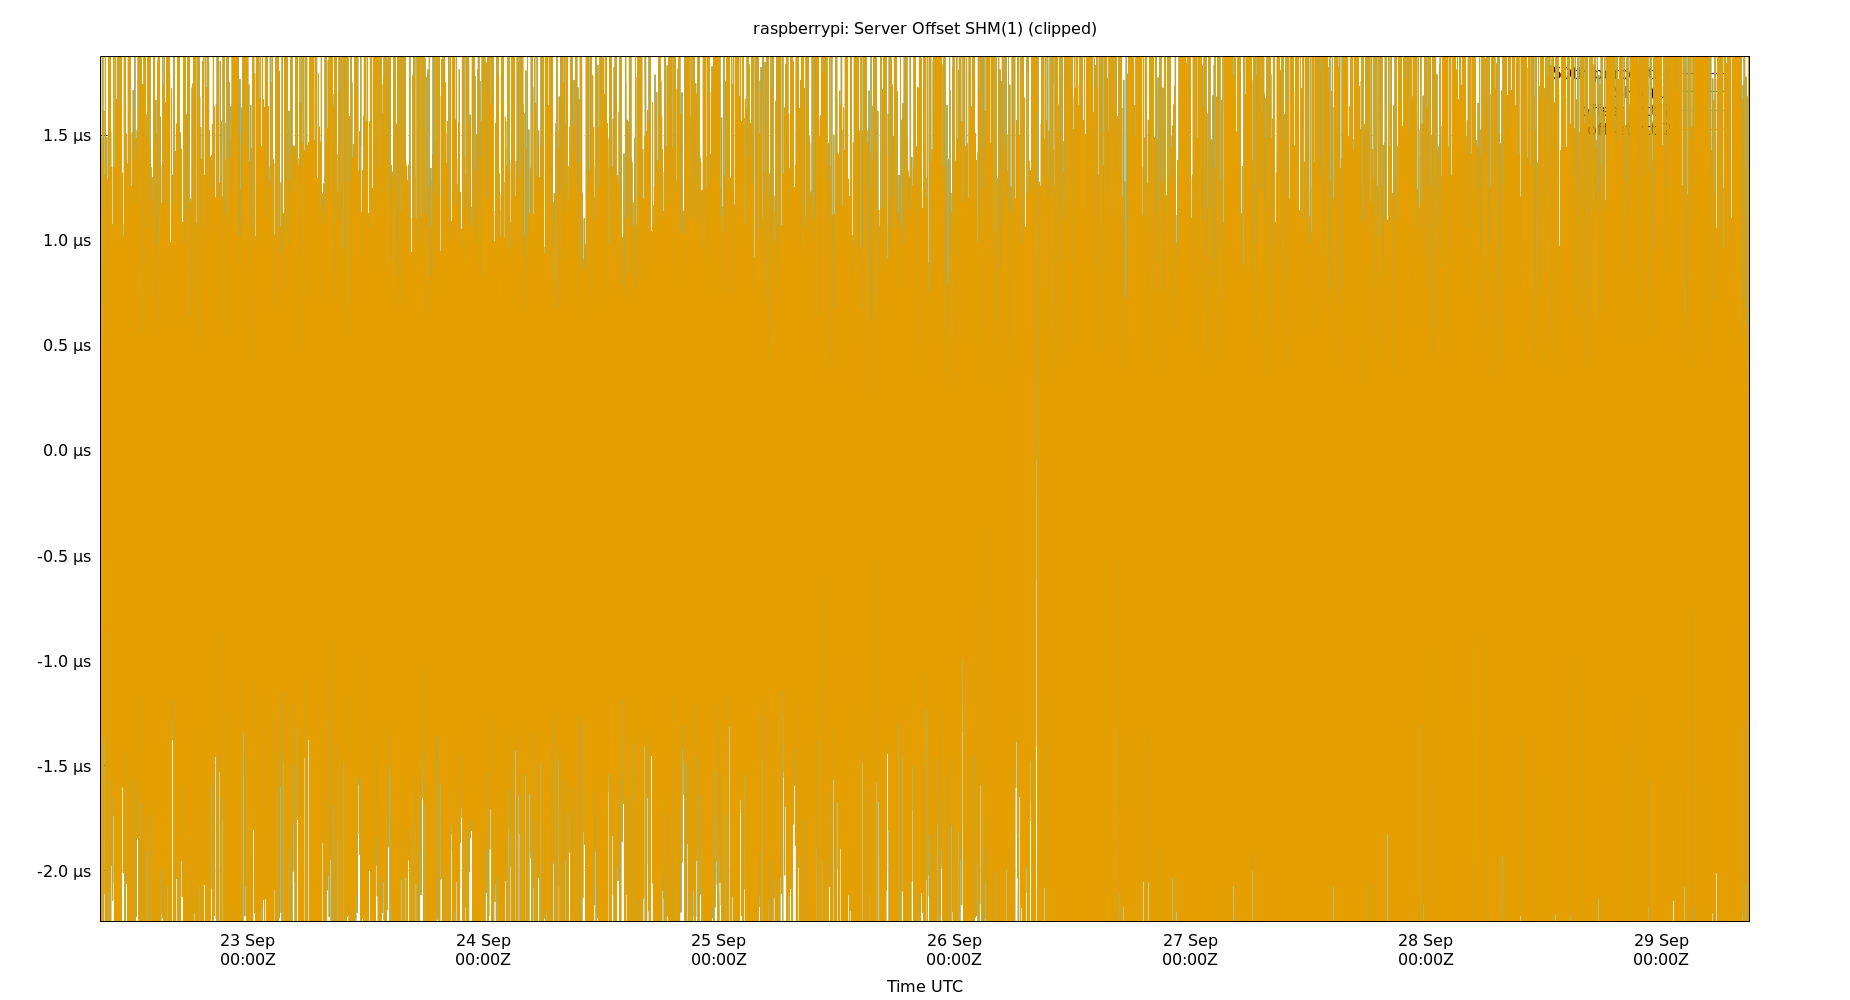 raspberrypi: Server Offset SHM(1) (clipped)
1.5 µs
1.0 µs
0.5 µs
0.0 µs
-0.5 µs
-1.0 µs
-1.5 µs
-2.0 µs
23 Sep 24 Sep 25 Sep 26 Sep 27 Sep 28 Sep 29 Sep
00:00Z 00:00Z 00:00Z 00:00Z 00:00Z 00:00Z 00:00Z
Time UTC